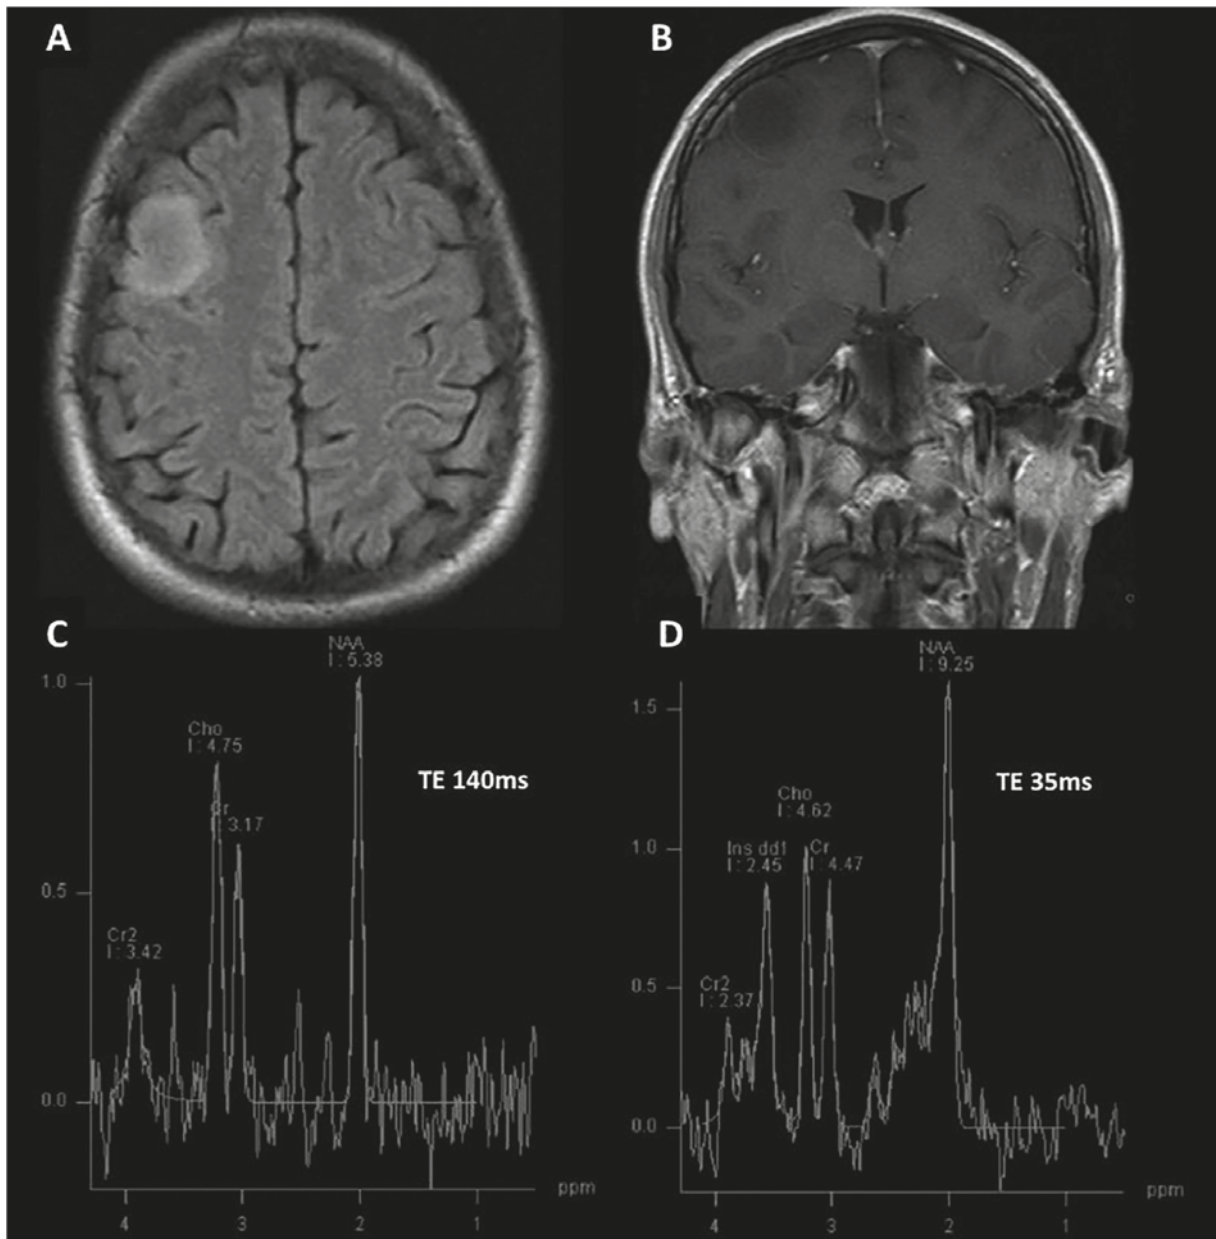 A
B
C
NAA
I : 5.38
1.0
Cho
I : 4.75
TE 140ms
Cr
I : 3.17
0.5
Cr2
I : 3.42
0.0
ppm
4 3 2 1
D
NAA
I : 9.25
1.5
TE 35ms
Cho
I : 4.62
1.0
Ins dd1
I : 2.45
Cr
I : 4.47
0.5
Cr2
I : 2.37
0.0
ppm
4 3 2 1